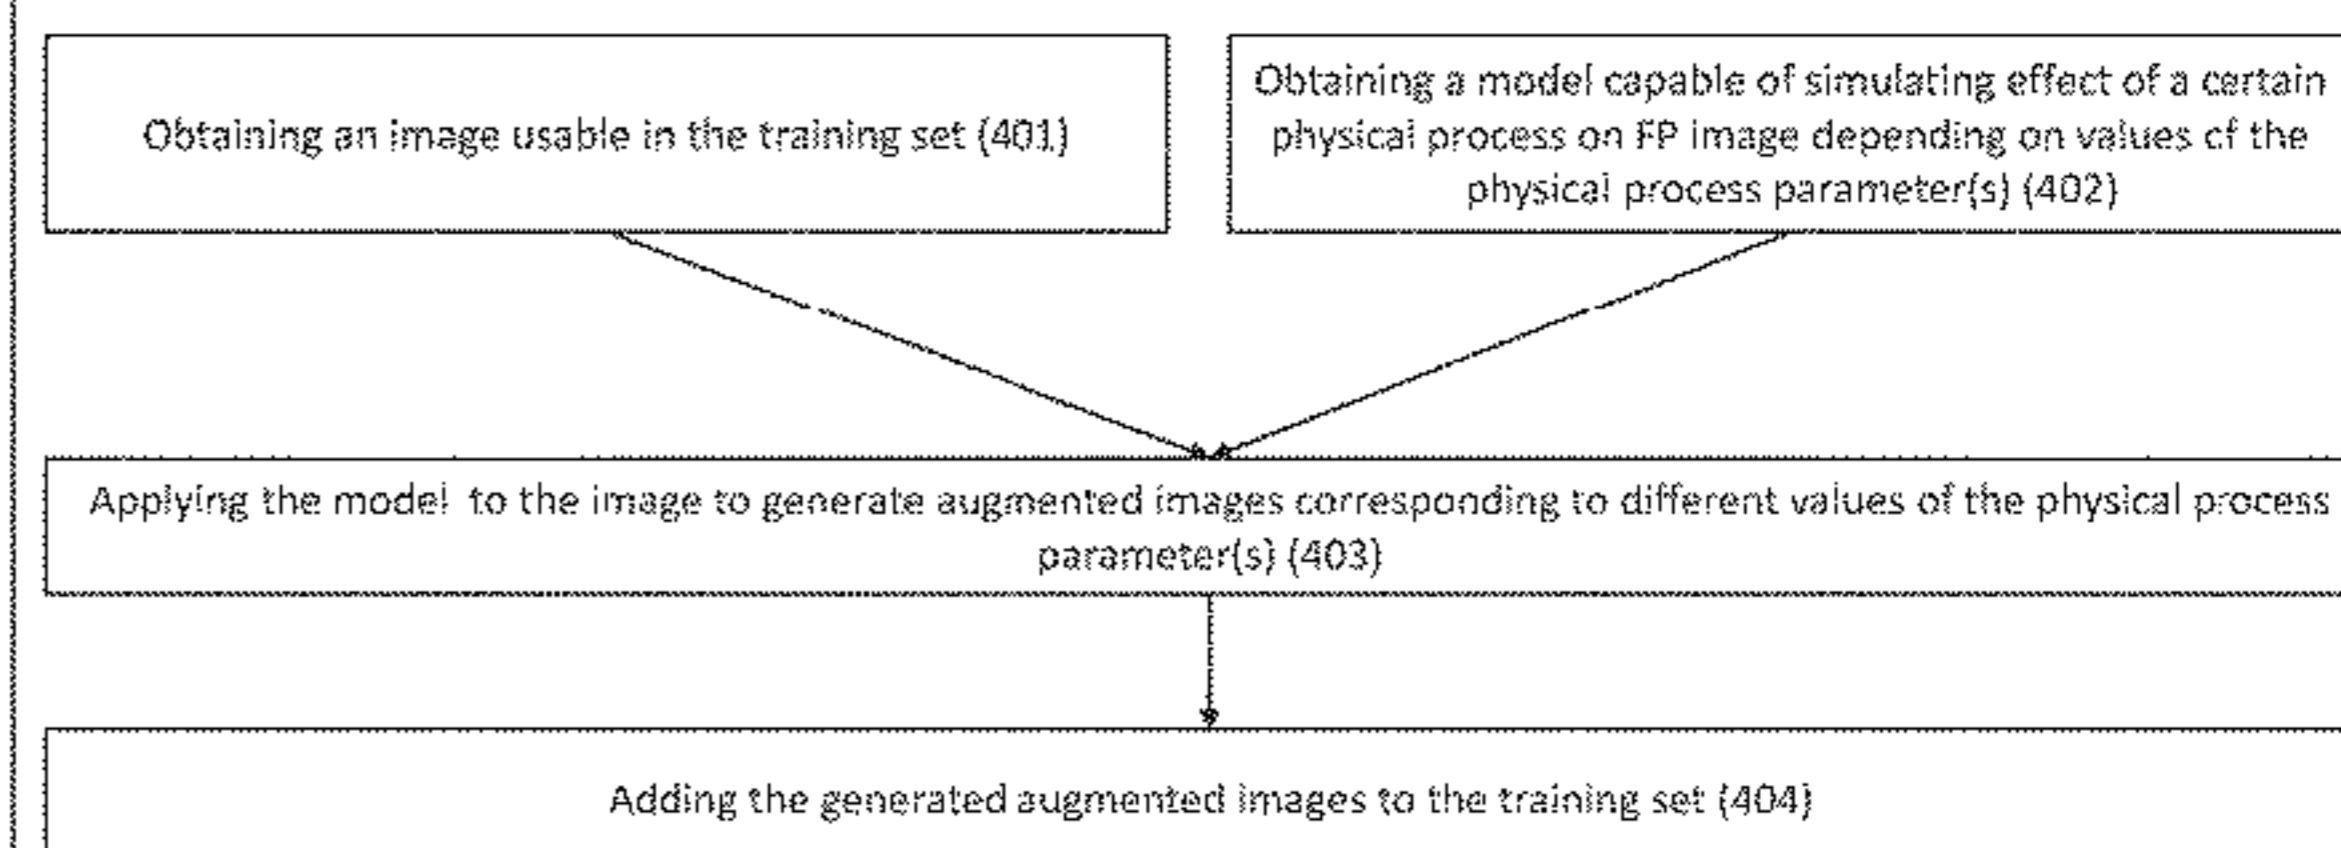 Obtaining an image usable in the training set (401)
Obtaining a model capable of simulating effect of a certain
physical process on FP image depending on values of the
physical process parameter(s) (402)
Applying the model to the image to generate augmented images corresponding to different values of the physical process
parameter(s) (403)
Adding the generated augmented images to the training set (404)